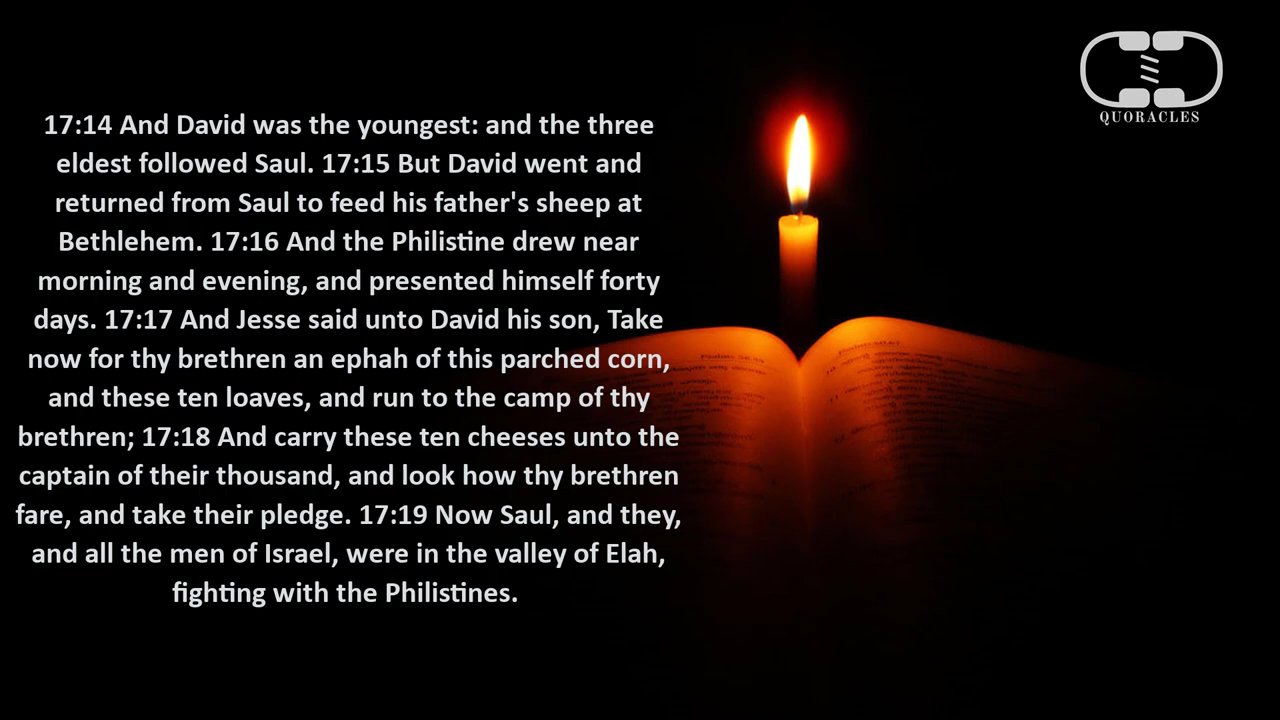 17:14 And David was the youngest: and the three
eldest followed Saul. 17:15 But David went and
returned from Saul to feed his father's sheep at
Bethlehem. 17:16 And the Philistine drew near
morning and evening, and presented himself forty
days. 17:17 And Jesse said unto David his son, Take
now for thy brethren an ephah of this parched corn,
and these ten loaves, and run to the camp of thy
brethren; 17:18 And carry these ten cheeses unto the
captain of their thousand, and look how thy brethren
fare, and take their pledge. 17:19 Now Saul, and they,
and all the men of Israel, were in the valley of Elah,
fighting with the Philistines.
QUORACLES